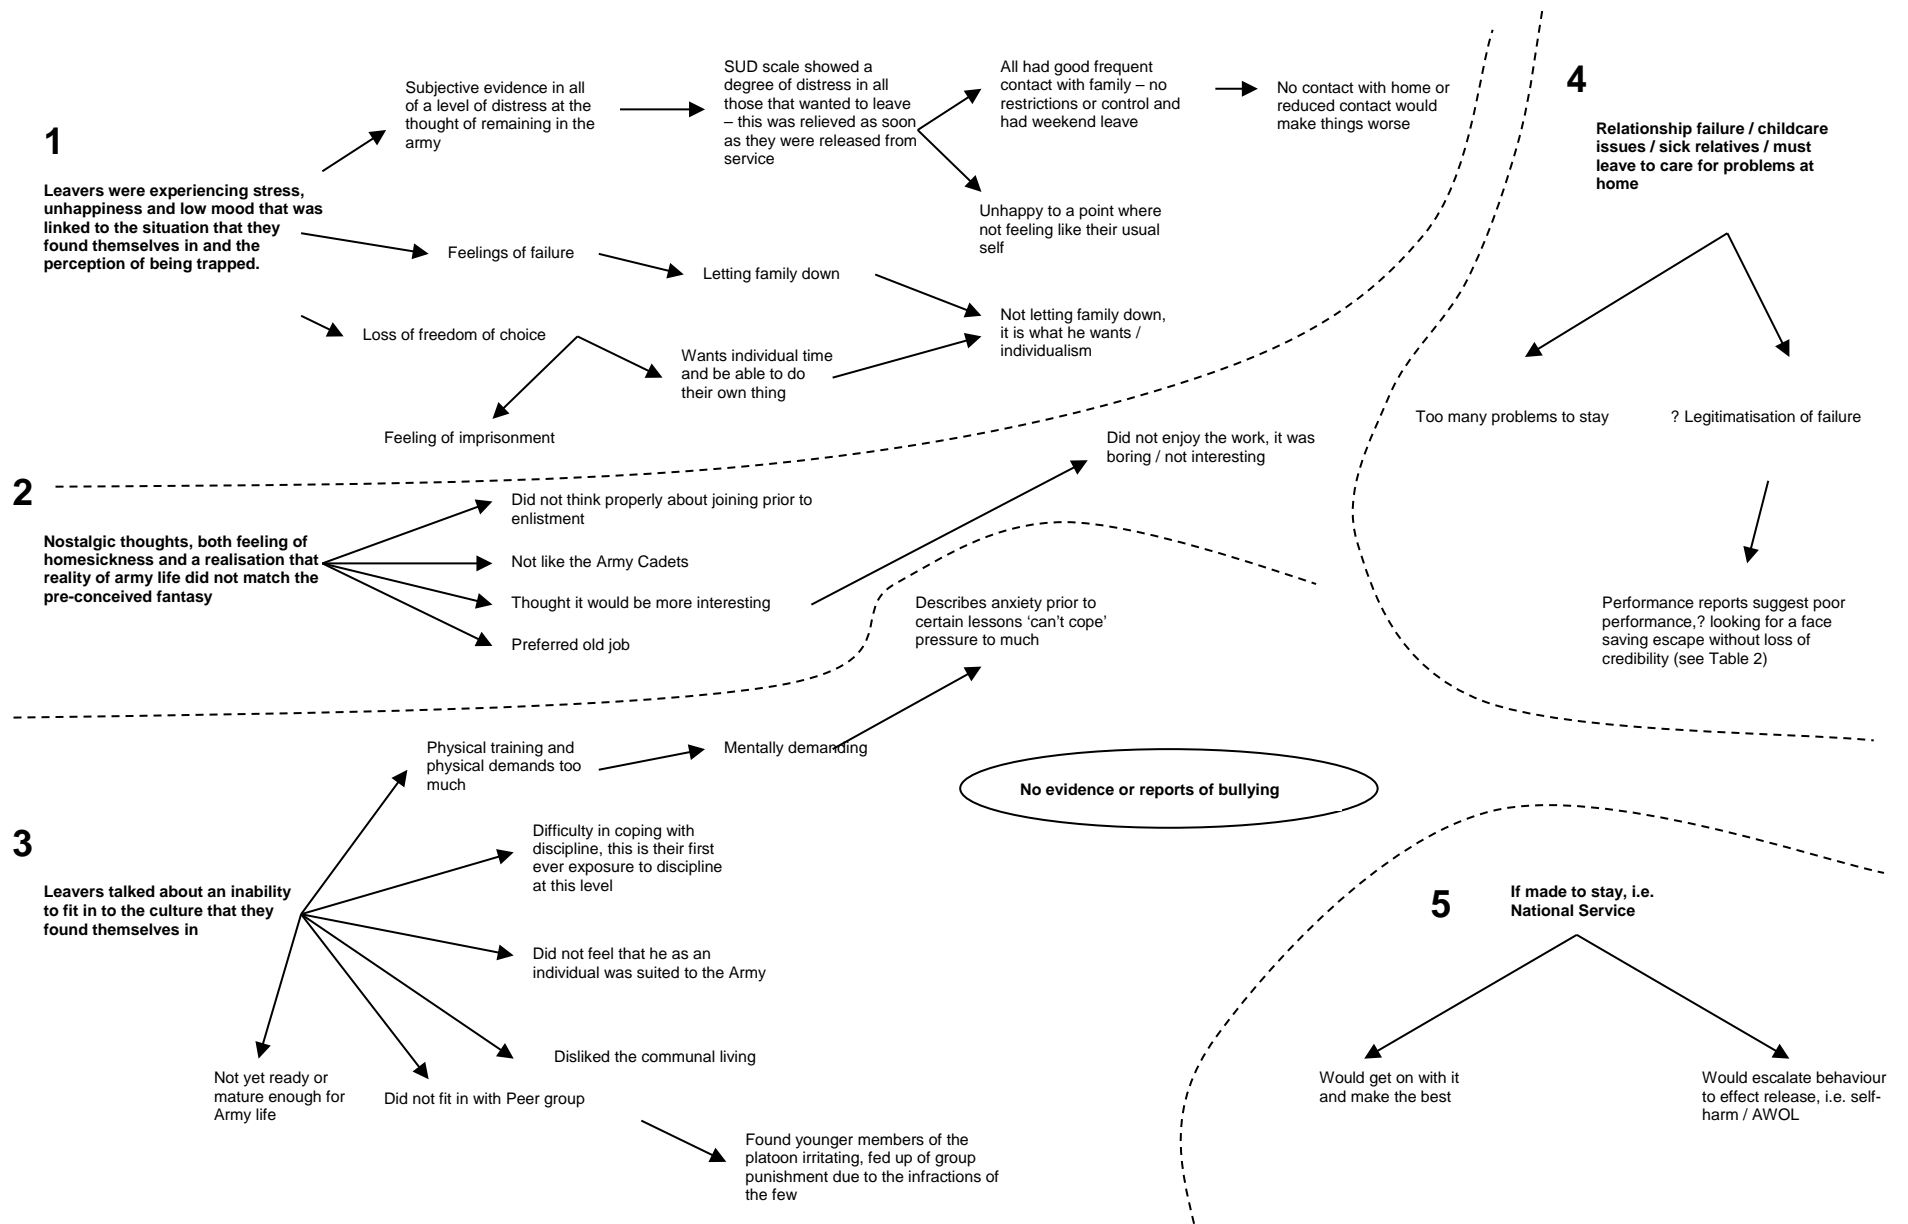 1
Leavers were experiencing stress,
unhappiness and low mood that was
linked to the situation that they
found themselves in and the
perception of being trapped.
Subjective evidence in all
of a level of distress at the
thought of remaining in the
army
SUD scale showed a
degree of distress in all
those that wanted to leave
– this was relieved as soon
as they were released from
service
All had good frequent
contact with family – no
restrictions or control and
had weekend leave
No contact with home or
reduced contact would
make things worse
Unhappy to a point where
not feeling like their usual
self
Feelings of failure
Letting family down
Not letting family down,
it is what he wants /
individualism
Loss of freedom of choice
Wants individual time
and be able to do
their own thing
Feeling of imprisonment
2
Nostalgic thoughts, both feeling of
homesickness and a realisation that
reality of army life did not match the
pre-conceived fantasy
Did not think properly about joining prior to
enlistment
Not like the Army Cadets
Thought it would be more interesting
Preferred old job
Did not enjoy the work, it was
boring / not interesting
3
Leavers talked about an inability
to fit in to the culture that they
found themselves in
Physical training and
physical demands too
much
Mentally demanding
Describes anxiety prior to
certain lessons ‘can’t cope’
pressure to much
Difficulty in coping with
discipline, this is their first
ever exposure to discipline
at this level
Did not feel that he as an
individual was suited to the Army
Disliked the communal living
Did not fit in with Peer group
Found younger members of the
platoon irritating, fed up of group
punishment due to the infractions of
the few
Not yet ready or
mature enough for
Army life
No evidence or reports of bullying
4
Relationship failure / childcare
issues / sick relatives / must
leave to care for problems at
home
Too many problems to stay
? Legitimatisation of failure
Performance reports suggest poor
performance,? looking for a face
saving escape without loss of
credibility (see Table 2)
5
If made to stay, i.e.
National Service
Would get on with it
and make the best
Would escalate behaviour
to effect release, i.e. self-
harm / AWOL